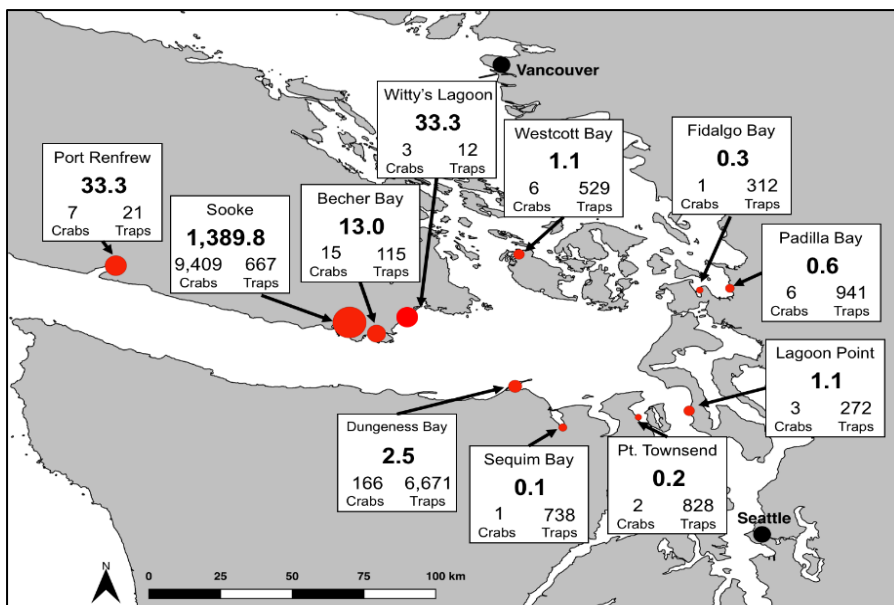 Vancouver
Witty's Lagoon
33.3
3 12
Crabs Traps
Westcott Bay
1.1
6 529
Crabs Traps
Fidalgo Bay
0.3
1 312
Crabs Traps
Port Renfrew
33.3
7 21
Crabs Traps
Sooke
1,389.8
9,409 667
Crabs Traps
Becher Bay
13.0
15 115
Crabs Traps
Padilla Bay
0.6
6 941
Crabs Traps
Lagoon Point
1.1
3 272
Crabs Traps
Dungeness Bay
2.5
166 6,671
Crabs Traps
Sequim Bay
0.1
1 738
Crabs Traps
Pt. Townsend
0.2
2 828
Crabs Traps
Seattle
N
0 25 50 75 100 km